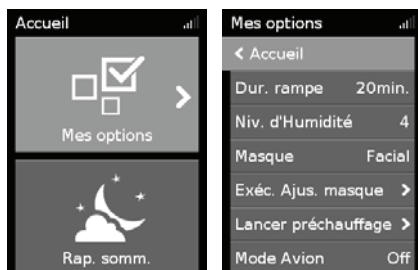 Accueil
Mes options
Rap. somm.
Mes options
< Accueil
Dur. rampe 20min.
Niv. d'Humidité 4
Masque Facial
Exéc. Ajus. masque >
Lancer préchauffage >
Mode Avion Off